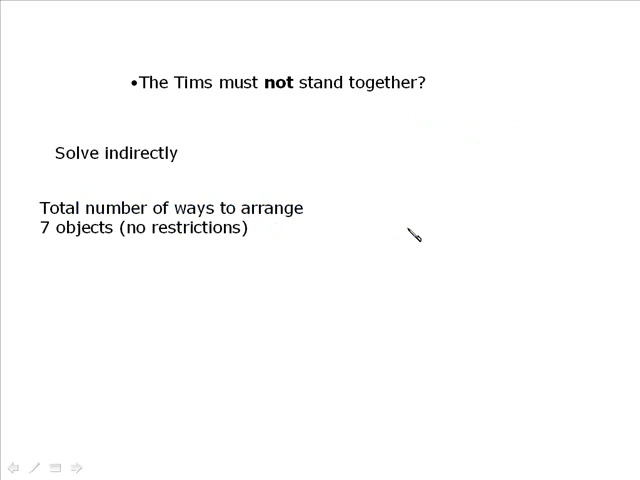 •The Tims must not stand together?
Solve indirectly
Total number of ways to arrange
7 objects (no restrictions)